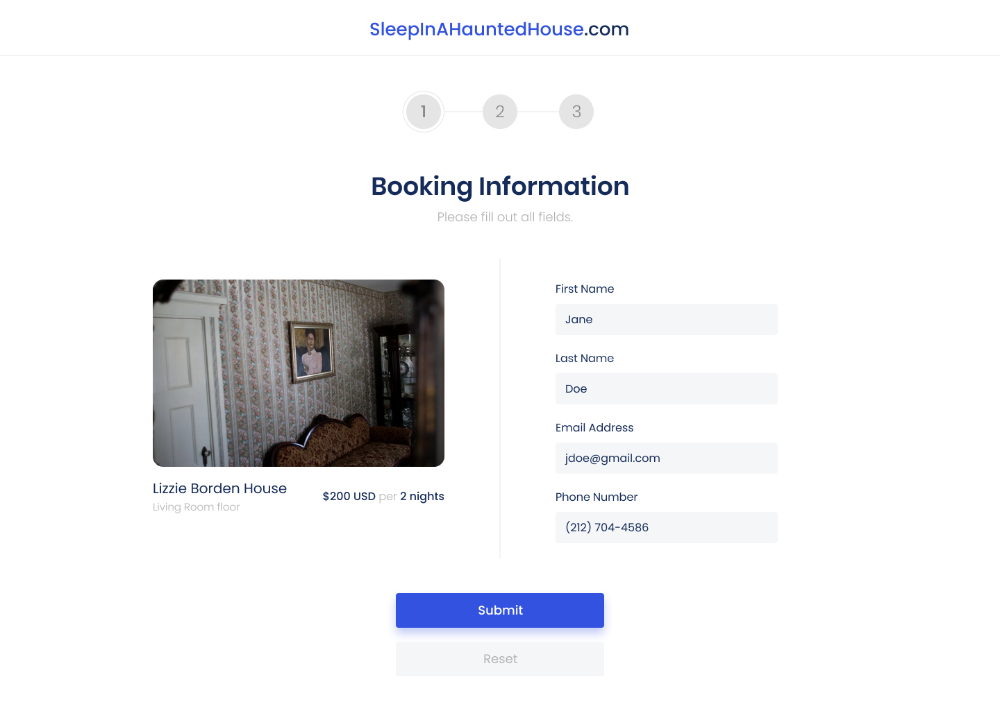 SleepInAHauntedHouse.com
1 2 3
Booking Information
Please fill out all fields.
Lizzie Borden House
Living Room floor
$200 USD per 2 nights
First Name
Jane
Last Name
Doe
Email Address
jdoe@gmail.com
Phone Number
(212) 704-4586
Submit
Reset